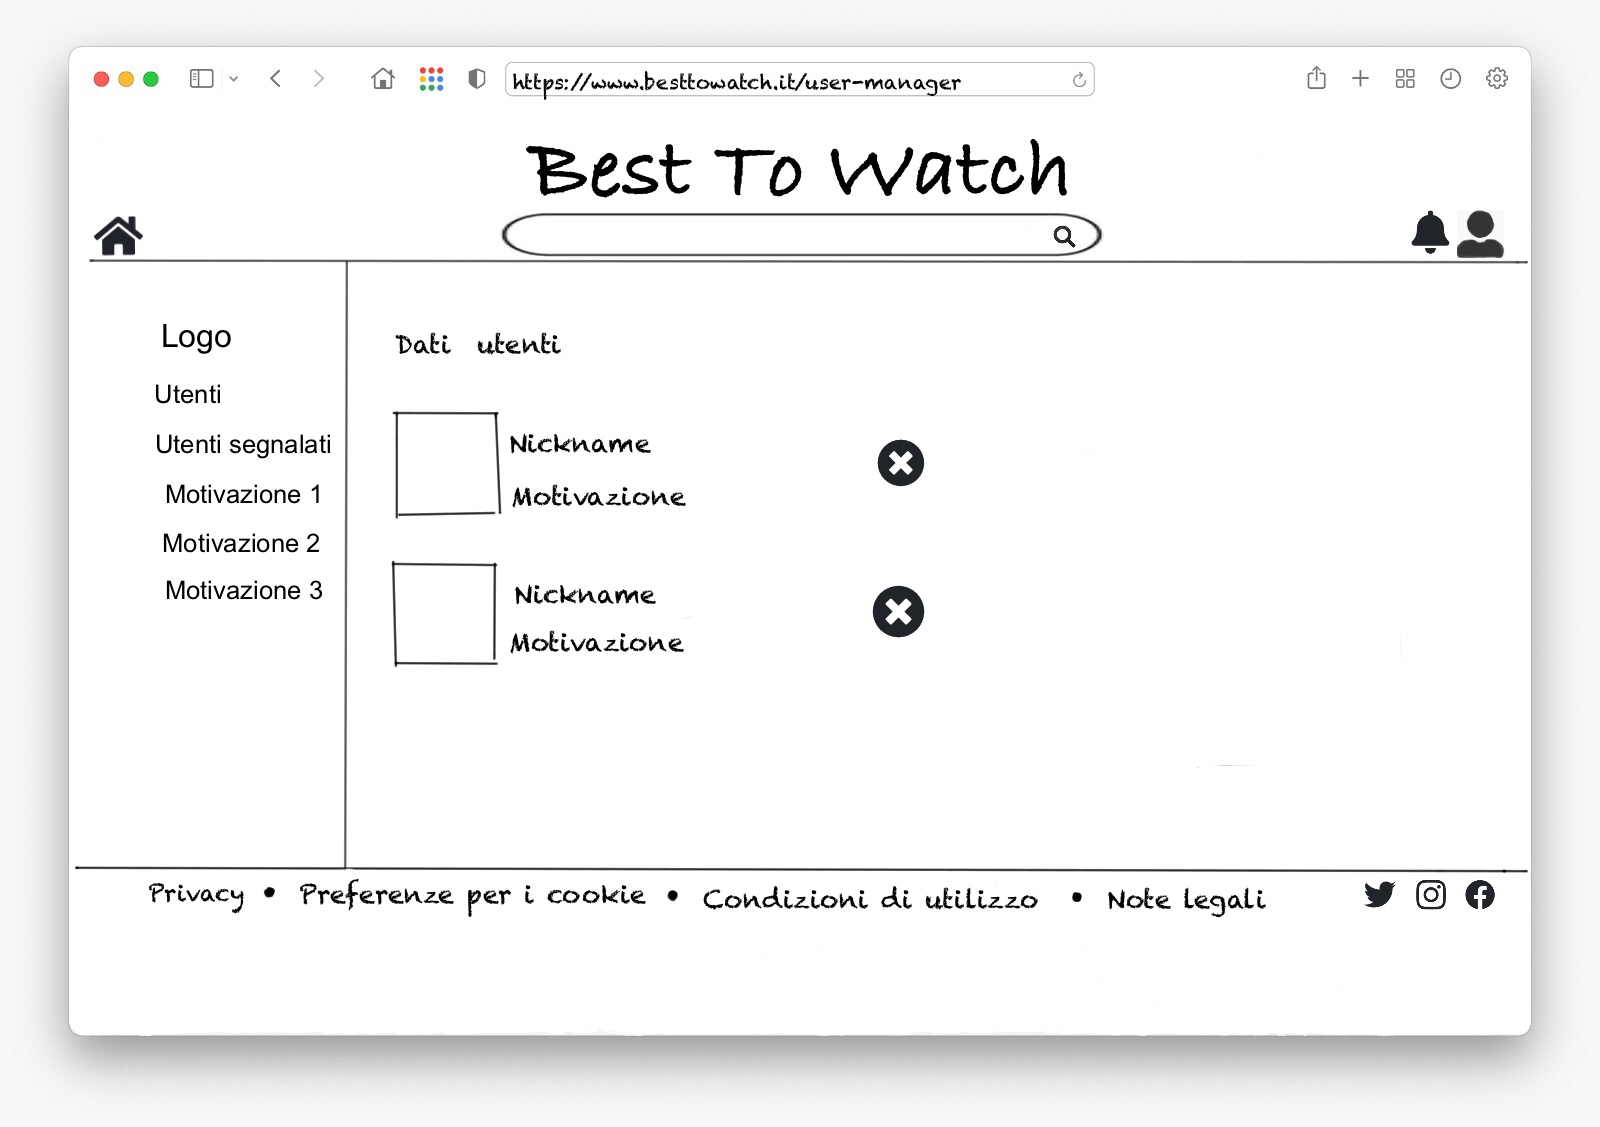 https://www.besttowatch.it/user-manager
Best To Watch
Logo
Utenti
Utenti segnalati
Motivazione 1
Motivazione 2
Motivazione 3
Dati utenti
Nickname
Motivazione
Nickname
Motivazione
Privacy • Preferenze per i cookie • Condizioni di utilizzo • Note legali